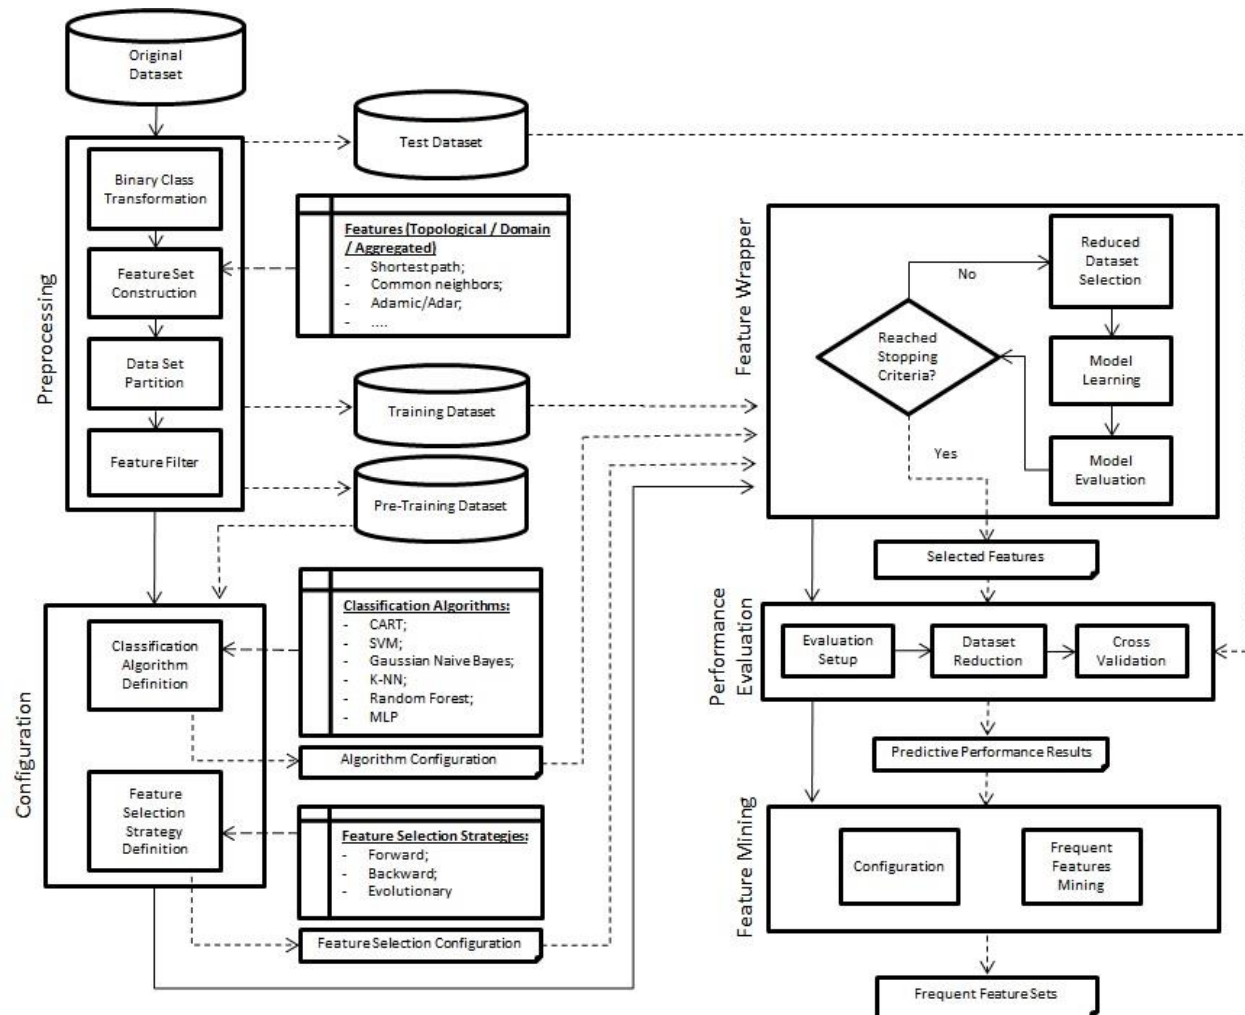 Original
Dataset
Test Dataset
Preprocessing
Binary Class
Transformation
Feature Set
Construction
Data Set
Partition
Feature Filter
Features (Topological / Domain
/ Aggregated)
- Shortest path;
- Common neighbors;
- Adamic/Adar;
- ....
Training Dataset
Pre-Training Dataset
Configuration
Classification
Algorithm
Definition
Feature
Selection
Strategy
Definition
Classification Algorithms:
- CART;
- SVM;
- Gaussian Naive Bayes;
- K-NN;
- Random Forest;
- MLP
Algorithm Configuration
Feature Selection Strategies:
- Forward;
- Backward;
- Evolutionary
Feature Selection Configuration
Feature Wrapper
Reached
Stopping
Criteria?
No
Yes
Reduced
Dataset
Selection
Model
Learning
Model
Evaluation
Selected Features
Performance
Evaluation
Evaluation
Setup
Dataset
Reduction
Cross
Validation
Predictive Performance Results
Feature Mining
Configuration
Frequent
Features
Mining
Frequent Feature Sets